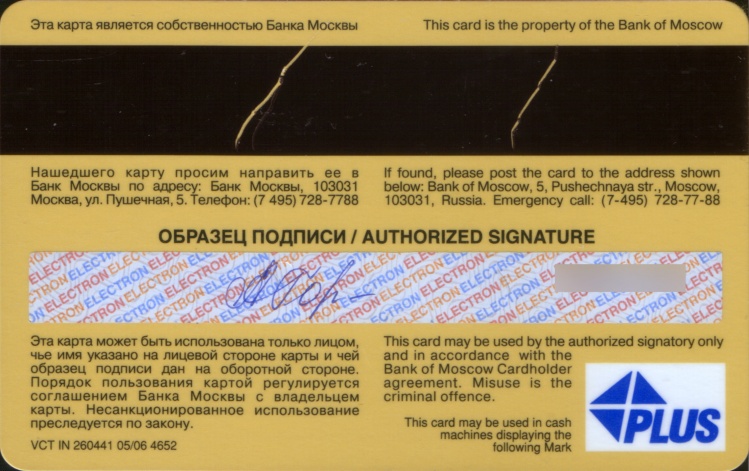 Эта карта является собственностью Банка Москвы
This card is the property of the Bank of Moscow
Нашедшего карту просим направить ее в
Банк Москвы по адресу: Банк Москвы, 103031
Москва, ул. Пушечная, 5. Телефон: (7 495) 728-7788
If found, please post the card to the address shown
below: Bank of Moscow, 5, Pushechnaya str., Moscow,
103031, Russia. Emergency call: (7-495) 728-77-88
ОБРАЗЕЦ ПОДПИСИ / AUTHORIZED SIGNATURE
ELECTRON ELECTRON ELECTRON ELECTRON ELECTRON
Эта карта может быть использована только лицом,
чье имя указано на лицевой стороне карты и чей
образец подписи дан на оборотной стороне.
Порядок пользования картой регулируется
соглашением Банка Москвы с владельцем
карты. Несанкционированное использование
преследуется по закону.
VCT IN 260441 05/06 4652
This card may be used by the authorized signatory only
and in accordance with the
Bank of Moscow Cardholder
agreement. Misuse is the
criminal offence.
This card may be used in cash
machines displaying the
following Mark
PLUS